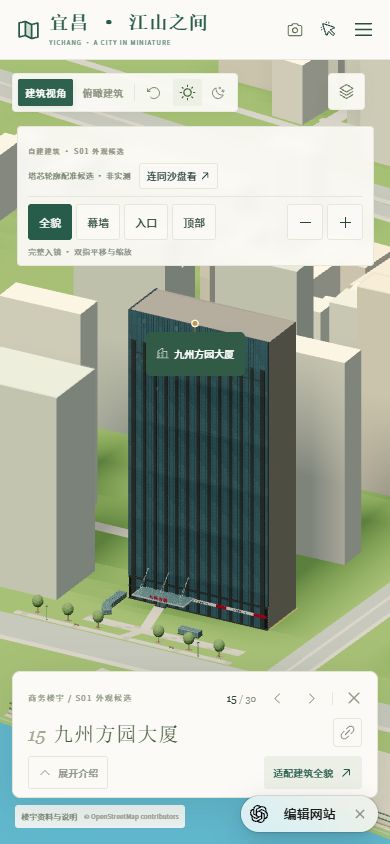 宜昌 • 江山之间
YICHANG • A CITY IN MINIATURE
建筑视角 俯瞰建筑
自建建筑 • S01 外观候选
塔芯轮廓配准候选 • 非实测 连同沙盘看
全貌 幕墙 入口 顶部
完整入镜 • 双指平移与缩放
九州方园大厦
商务楼宇 / S01 外观候选 15 / 30
15 九州方园大厦
展开介绍 适配建筑全貌
楼宇资料与说明 © OpenStreetMap contributors
编辑网站